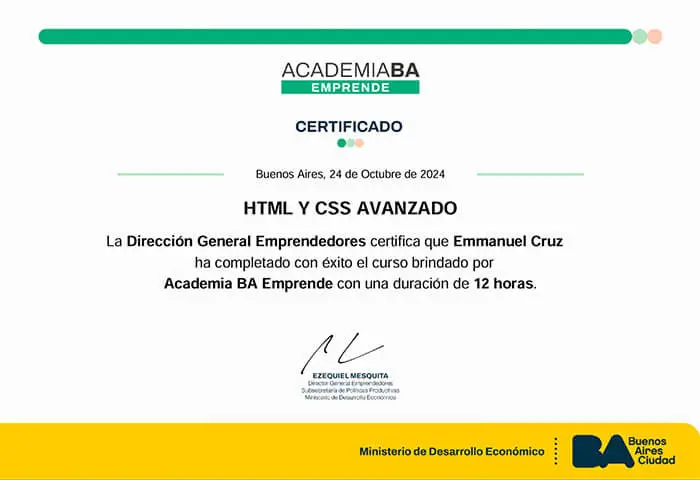 ACADEMIABA
EMPRENDE
CERTIFICADO
Buenos Aires, 24 de Octubre de 2024
HTML Y CSS AVANZADO
La Dirección General Emprendedores certifica que Emmanuel Cruz
ha completado con éxito el curso brindado por
Academia BA Emprende con una duración de 12 horas.
EZEQUIEL MESQUITA
Director General Emprendedores
Subsecretaría de Políticas Productivas
Ministerio de Desarrollo Económico
Ministerio de Desarrollo Económico
BA
Buenos
Aires
Ciudad